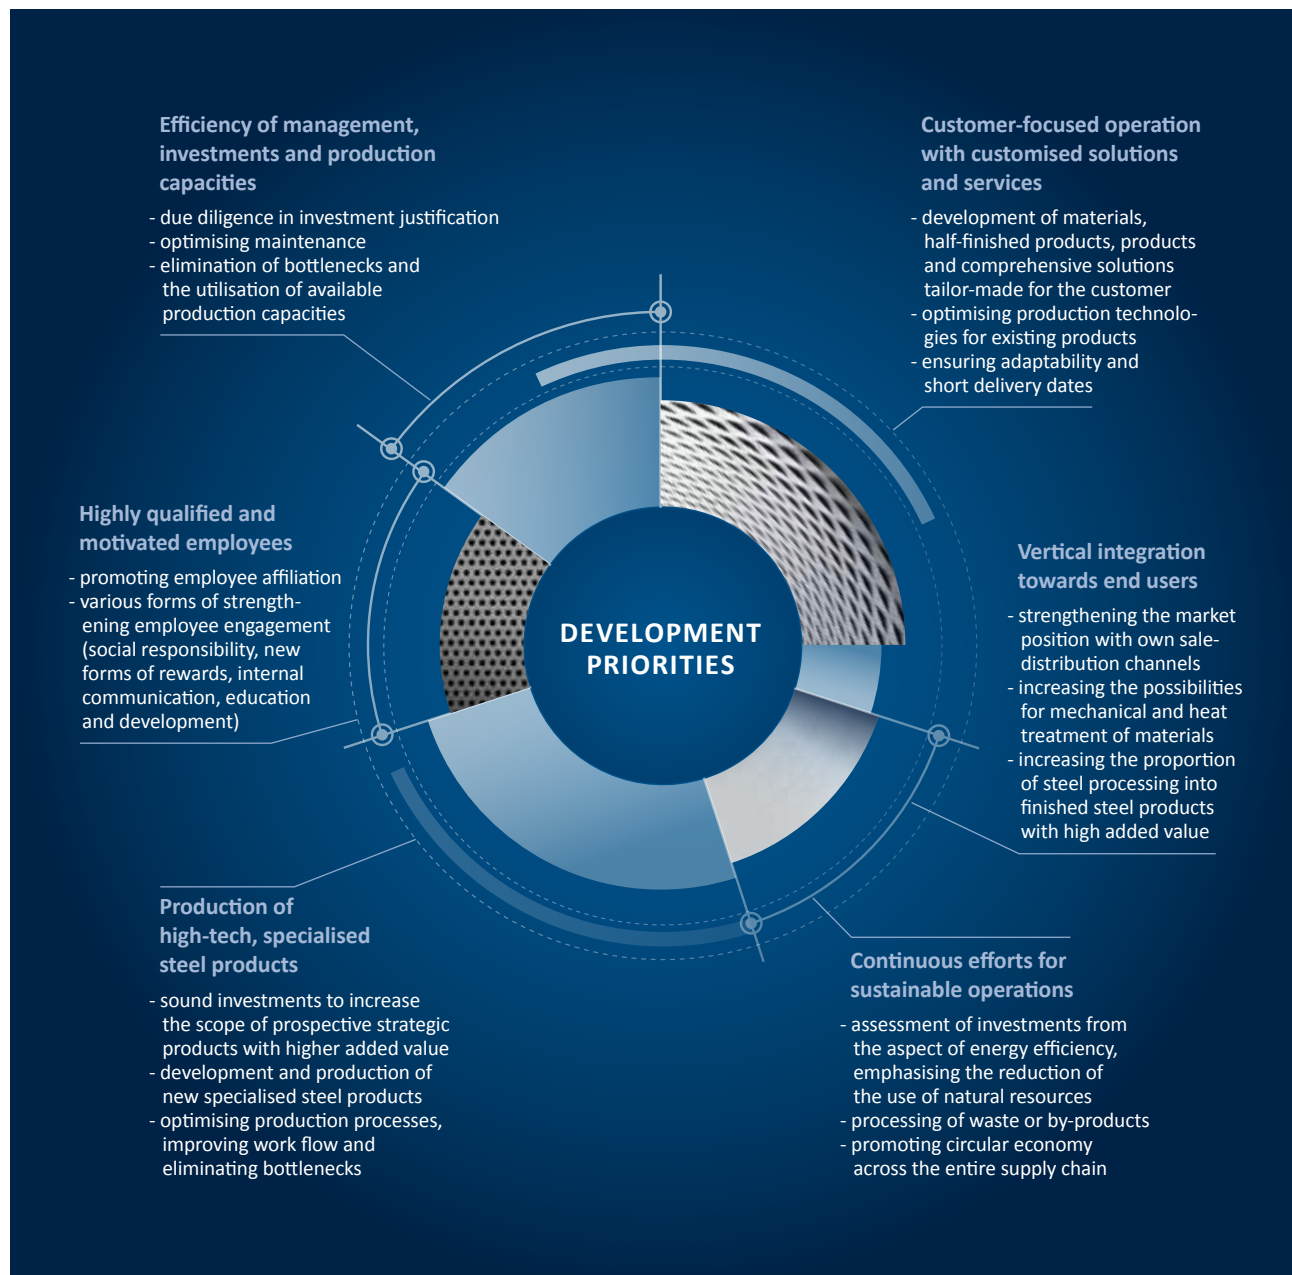 Efficiency of management,
investments and production
capacities
- due diligence in investment justification
- optimising maintenance
- elimination of bottlenecks and
the utilisation of available
production capacities
Customer-focused operation
with customised solutions
and services
- development of materials,
half-finished products, products
and comprehensive solutions
tailor-made for the customer
- optimising production technolo-
gies for existing products
- ensuring adaptability and
short delivery dates
Highly qualified and
motivated employees
- promoting employee affiliation
- various forms of strength-
ening employee engagement
(social responsibility, new
forms of rewards, internal
communication, education
and development)
DEVELOPMENT
PRIORITIES
Vertical integration
towards end users
- strengthening the market
position with own sale-
distribution channels
- increasing the possibilities
for mechanical and heat
treatment of materials
- increasing the proportion
of steel processing into
finished steel products
with high added value
Production of
high-tech, specialised
steel products
- sound investments to increase
the scope of prospective strategic
products with higher added value
- development and production of
new specialised steel products
- optimising production processes,
improving work flow and
eliminating bottlenecks
Continuous efforts for
sustainable operations
- assessment of investments from
the aspect of energy efficiency,
emphasising the reduction of
the use of natural resources
- processing of waste or by-products
- promoting circular economy
across the entire supply chain